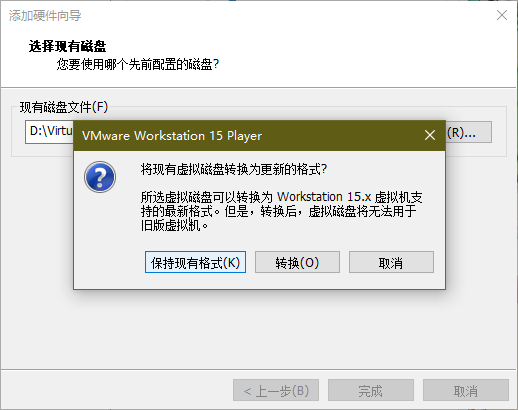 添加硬件向导
选择现有磁盘
您要使用哪个先前配置的磁盘?
现有磁盘文件(F)
D:\Virtu
(R)...
VMware Workstation 15 Player
将现有虚拟磁盘转换为更新的格式?
所选虚拟磁盘可以转换为 Workstation 15.x 虚拟机支
持的最新格式。但是，转换后，虚拟磁盘将无法用于
旧版虚拟机。
保持现有格式(K)
转换(O)
取消
< 上一步(B)
完成
取消